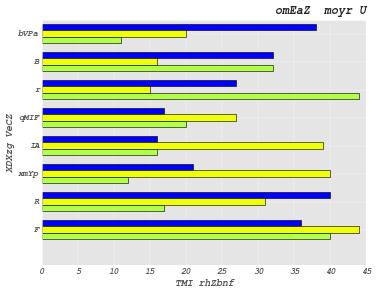 omEaZ moyr U
bVPa
B
r
qMIF
IA
xmYp
R
F
XDXzg VeCZ
0 5 10 15 20 25 30 35 40 45
TMI rhZbnf